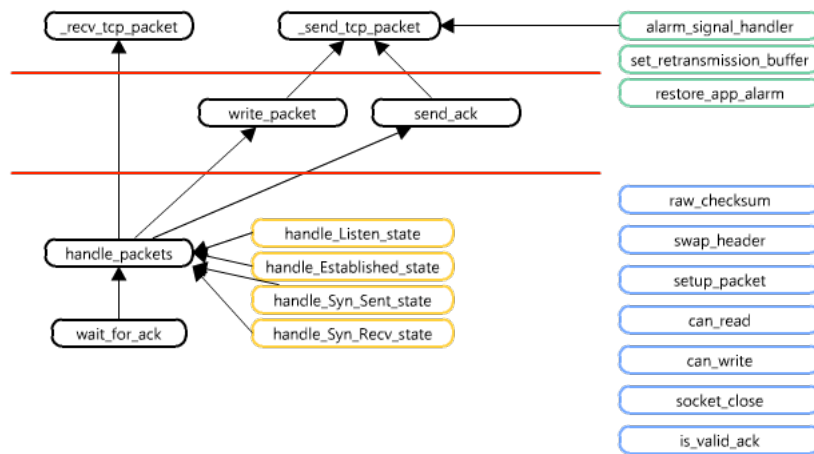 _recv_tcp_packet
_send_tcp_packet
alarm_signal_handler
set_retransmission_buffer
restore_app_alarm
write_packet
send_ack
raw_checksum
swap_header
setup_packet
can_read
can_write
socket_close
is_valid_ack
handle_packets
wait_for_ack
handle_Listen_state
handle_Established_state
handle_Syn_Sent_state
handle_Syn_Recv_state